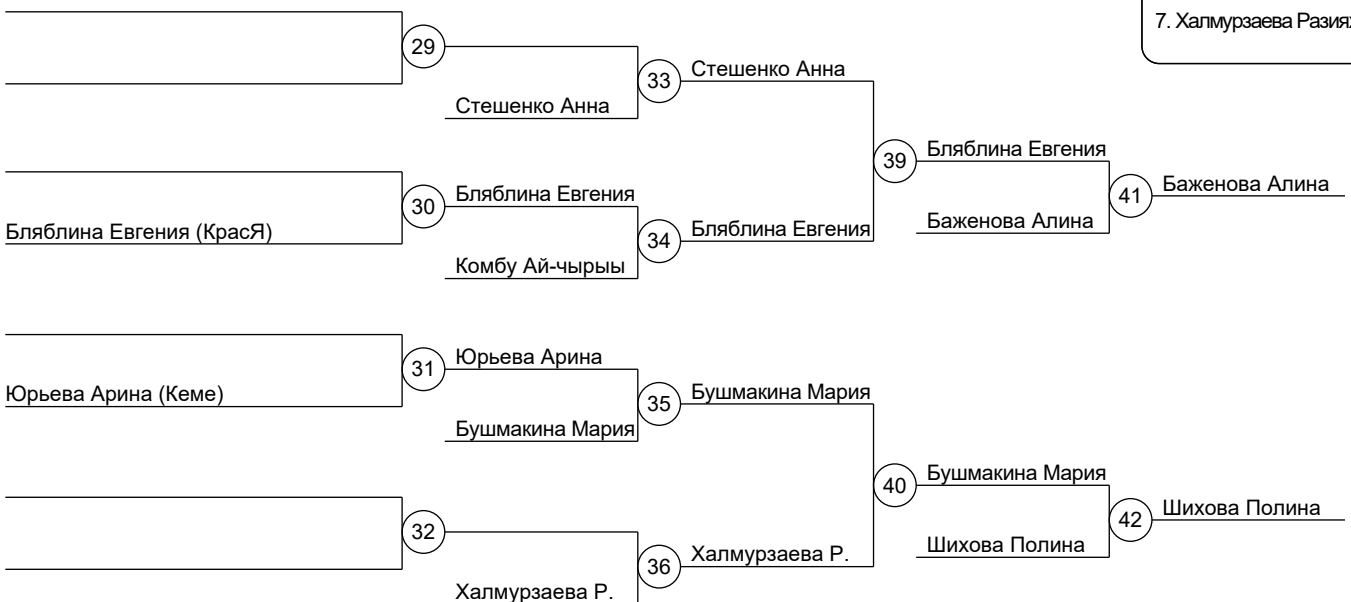 7. Халмурзаева Разия
29
33
Стешенко Анна
Стешенко Анна
39
Бляблина Евгения
30
Бляблина Евгения
41
Баженова Алина
Бляблина Евгения (КрасЯ)
34
Бляблина Евгения
Баженова Алина
Комбу Ай-чырыы
31
Юрьева Арина
Юрьева Арина (Кеме)
35
Бушмакина Мария
Бушмакина Мария
40
Бушмакина Мария
32
42
Шихова Полина
36
Халмурзаева Р.
Шихова Полина
Халмурзаева Р.